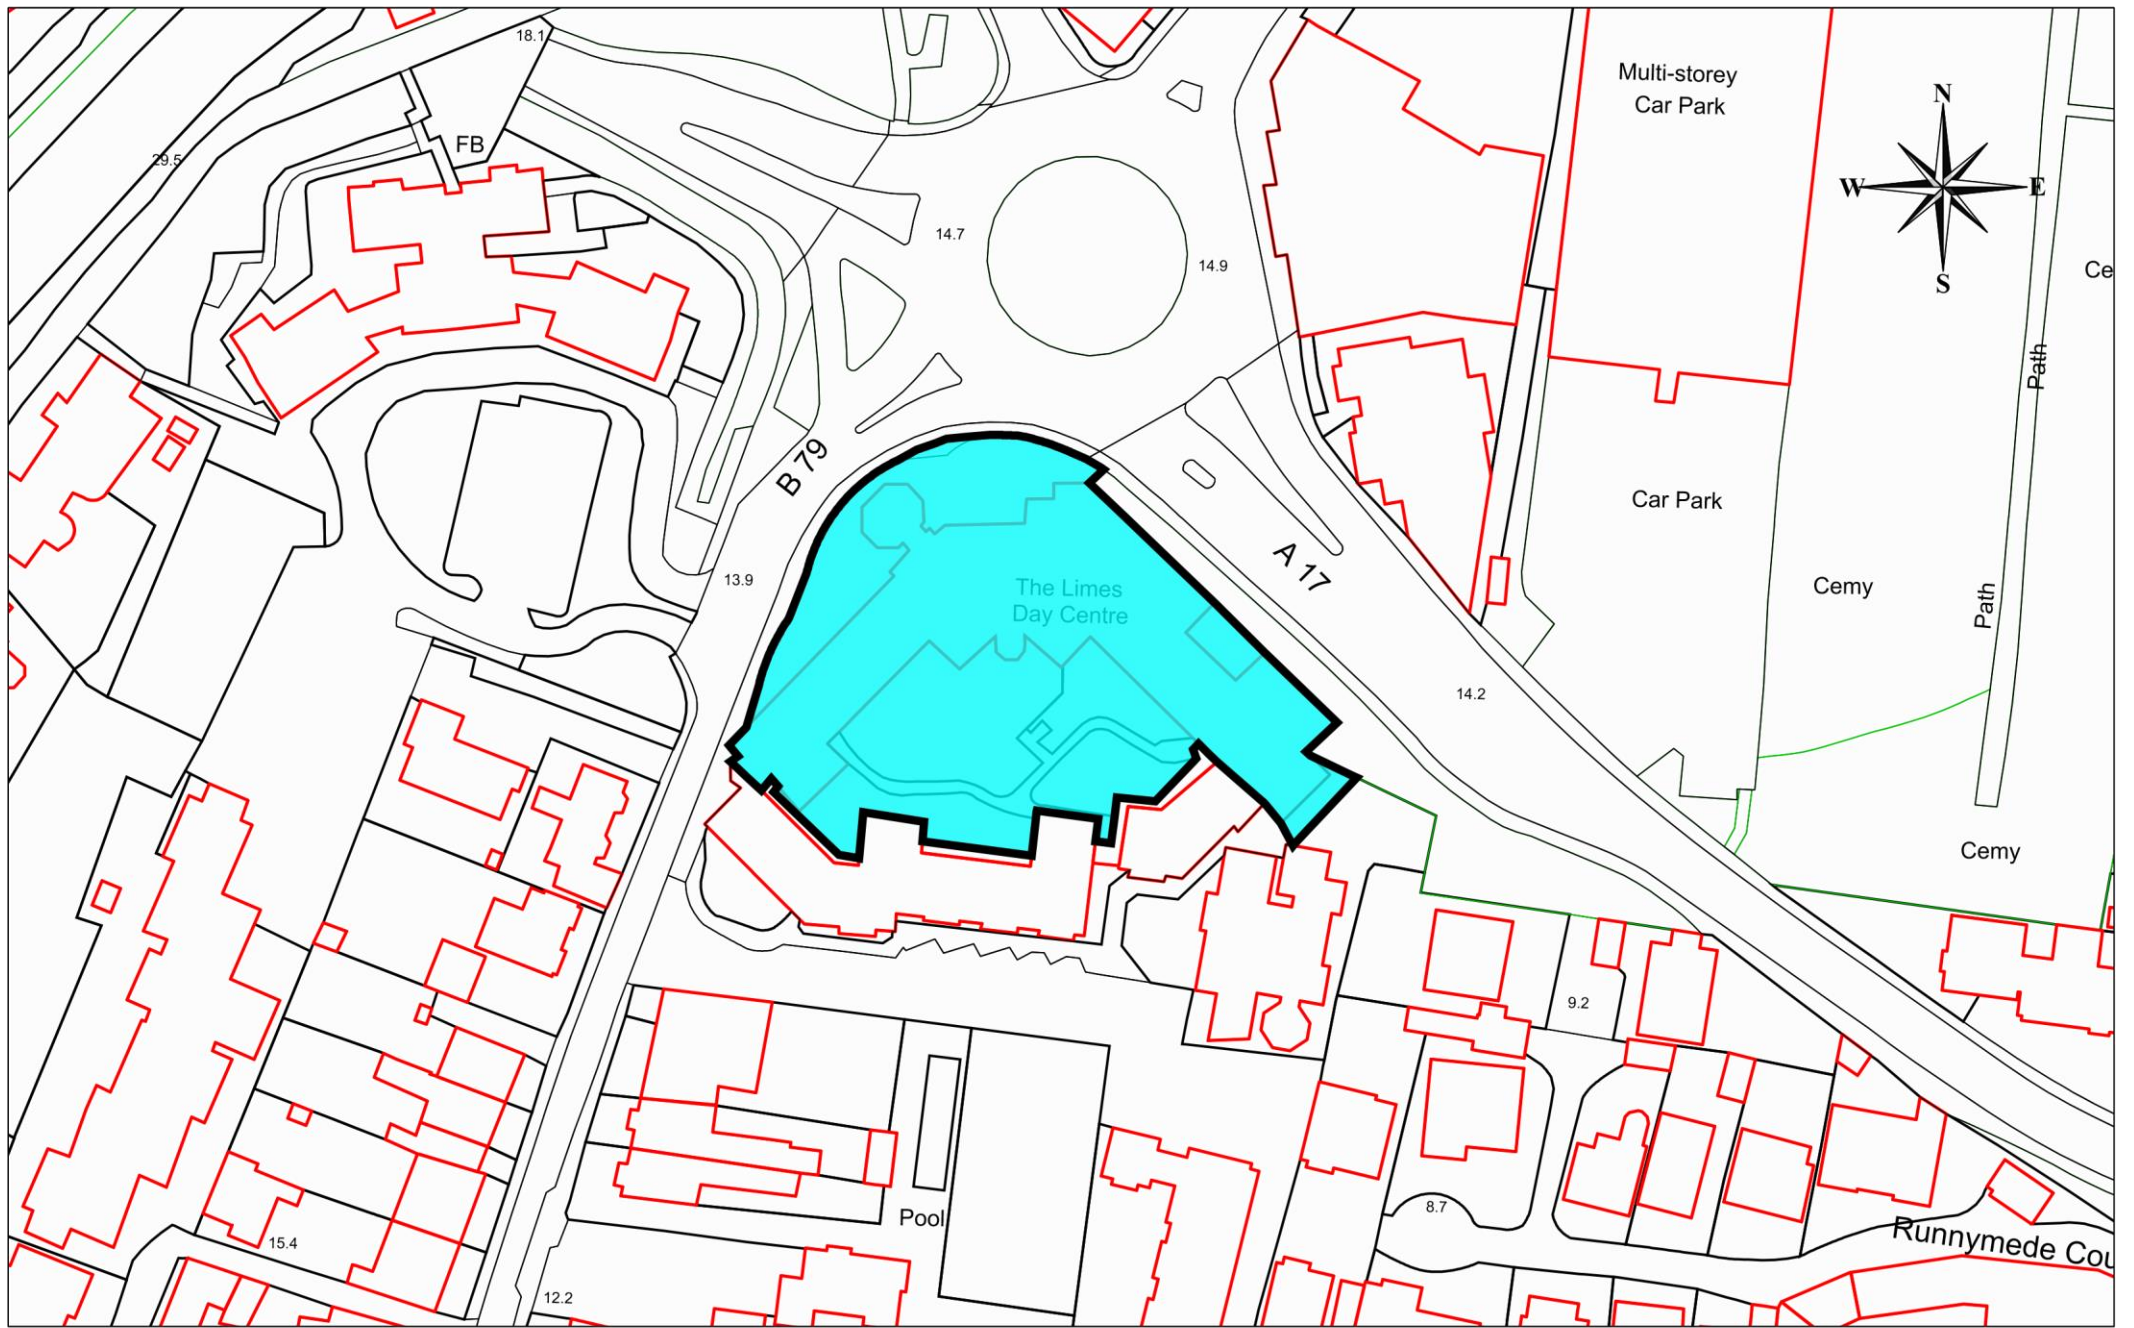 18.1
Multi-storey
Car Park
N
FB
29.5
W
E
14.7
14.9
Ce
S
Path
B 79
Car Park
A 17
13.9
The Limes
Day Centre
Cemy
Path
14.2
Cemy
9.2
8.7
Pool
15.4
Runnymede Cou
12.2